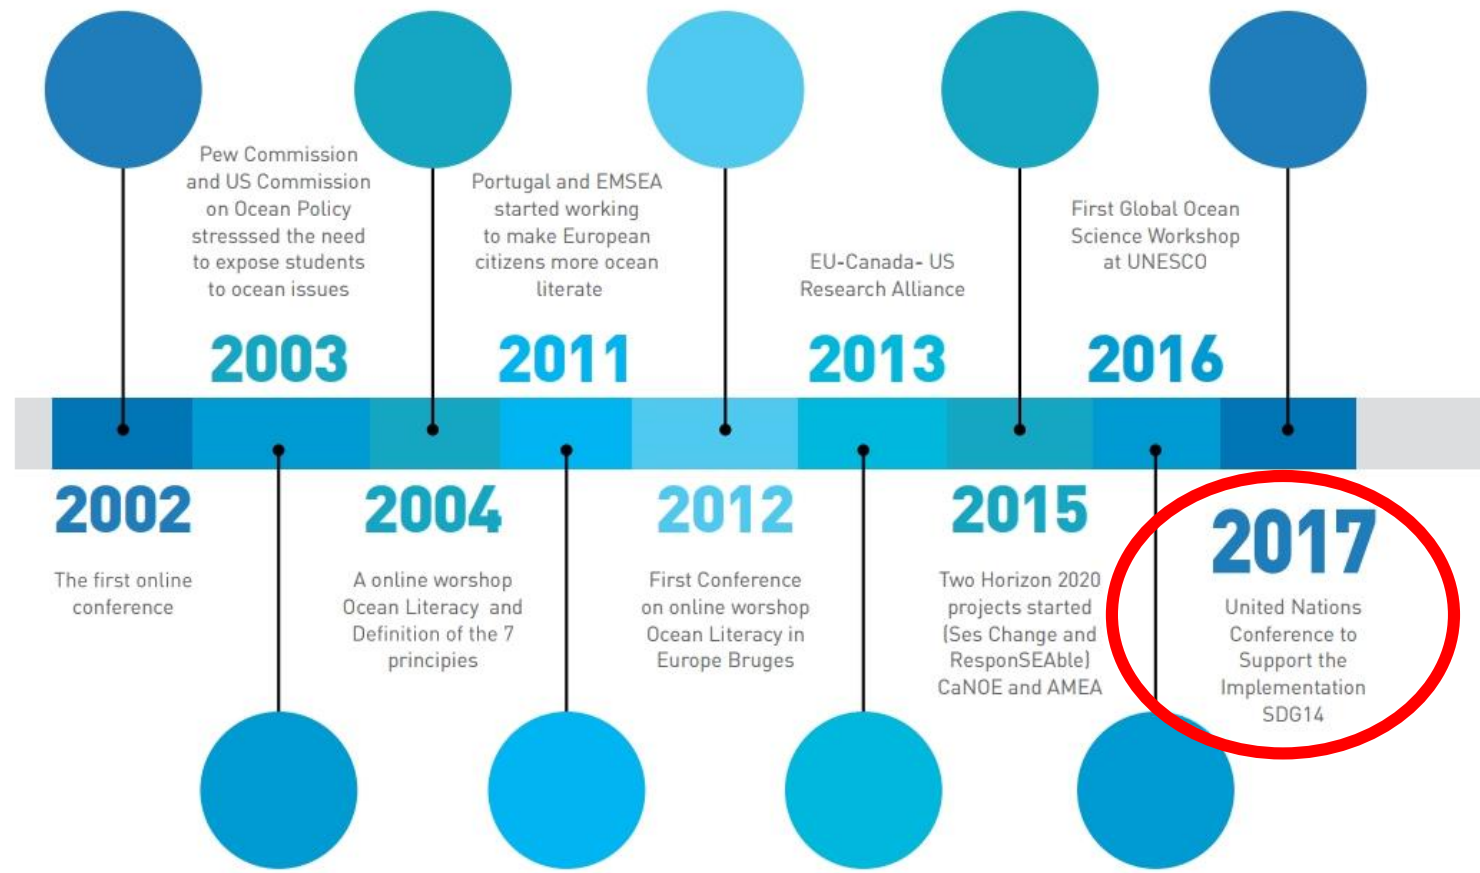 Pew Commission
and US Commission
on Ocean Policy
stresssed the need
to expose students
to ocean issues
2003
Portugal and EMSEA
started working
to make European
citizens more ocean
literate
2011
EU-Canada- US
Research Alliance
2013
First Global Ocean
Science Workshop
at UNESCO
2016
2002
The first online
conference
2004
A online worshop
Ocean Literacy and
Definition of the 7
principies
2012
First Conference
on online worshop
Ocean Literacy in
Europe Bruges
2015
Two Horizon 2020
projects started
(Ses Change and
ResponSEAble)
CaNOE and AMEA
2017
United Nations
Conference to
Support the
Implementation
SDG14